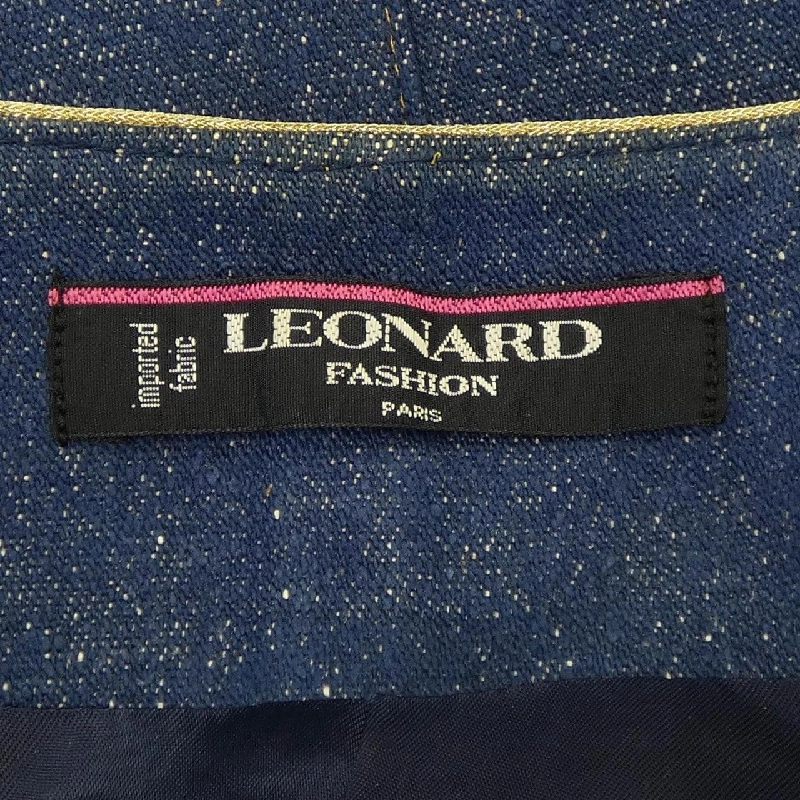 imported
fabric
LEONARD
FASHION
PARIS